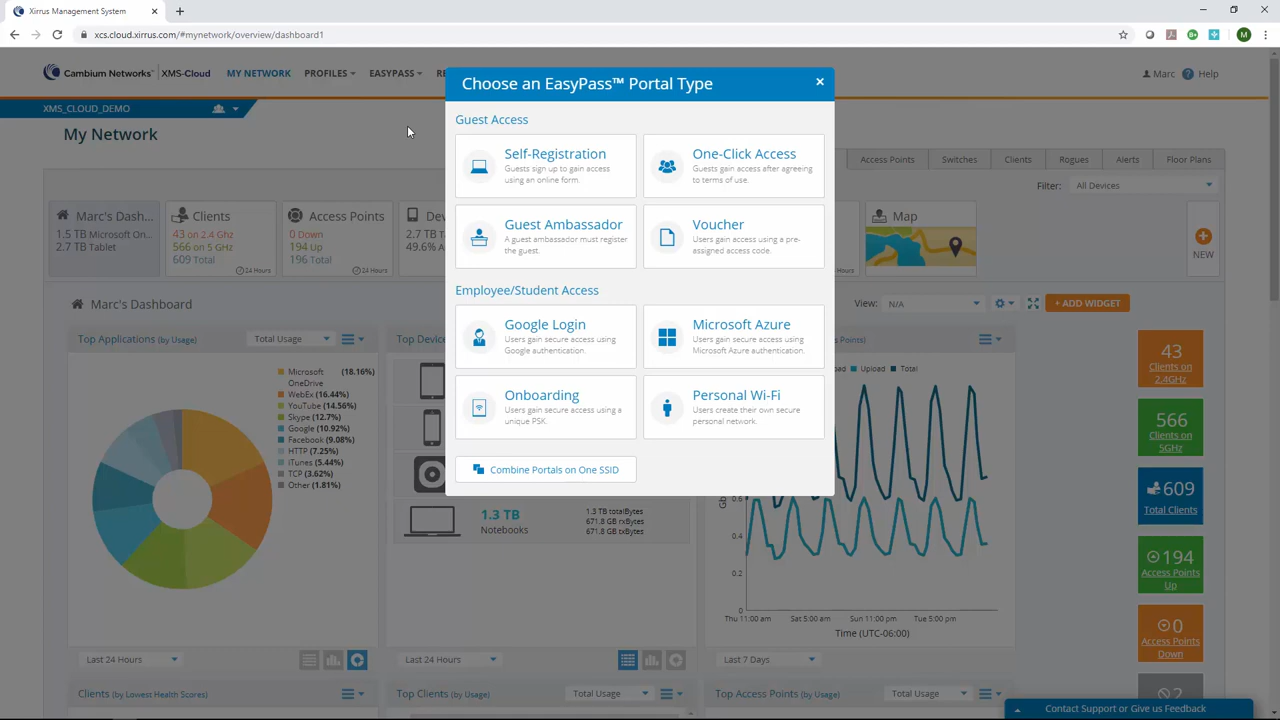 Xirrus Management System
xcs.cloud.xirrus.com/#mynetwork/overview/dashboard1
M
Cambium Networks™ XMS-Cloud
MY NETWORK
PROFILES
EASYPASS
Marc
Help
XMS_CLOUD_DEMO
My Network
Access Points
Switches
Clients
Rogues
Alerts
Floor Plans
Filter:
All Devices
Marc's Dash...
1.5 TB Microsoft On...
2.7 TB Tablet
Clients
43 on 2.4 Ghz
566 on 5 GHz
609 Total
24 Hours
Access Points
0 Down
194 Up
196 Total
24 Hours
2.7 TB
49.6%
Hours
Map
NEW
Choose an EasyPass™ Portal Type
Guest Access
Self-Registration
Guests sign up to gain access
using an online form.
One-Click Access
Guests gain access after agreeing
to terms of use.
Guest Ambassador
A guest ambassador must register
the guest.
Voucher
Users gain access using a pre-
assigned access code.
Employee/Student Access
Google Login
Users gain secure access using
Google authentication.
Microsoft Azure
Users gain secure access using
Microsoft Azure authentication.
Onboarding
Users gain secure access using a
unique PSK.
Personal Wi-Fi
Users create their own secure
personal network.
Combine Portals on One SSID
Marc's Dashboard
View:
N/A
+ ADD WIDGET
Top Applications (by Usage)
Total Usage
Microsoft OneDrive (18.16%)
WebEx (16.44%)
YouTube (14.56%)
Skype (12.7%)
Google (10.92%)
Facebook (9.08%)
HTTP (7.25%)
iTunes (5.44%)
TCP (3.62%)
Other (1.81%)
Last 24 Hours
Top Devic
1.3 TB
Notebooks
1.3 TB totalBytes
671.8 GB rxBytes
671.8 GB txBytes
Last 24 Hours
Points)
Upload
Total
0.6
0.4
0.2
0
Thu 11:00 am
Sat 5:00 am
Sun 11:00 pm
Tue 5:00 pm
Time (UTC-06:00)
Last 7 Days
43
Clients on
2.4GHz
566
Clients on
5GHz
609
Total Clients
194
Access Points
Up
0
Access Points
Down
2
Clients (by Lowest Health Scores)
Top Clients (by Usage)
Total Usage
Top Access Points (by Usage)
Total Usage
Contact Support or Give us Feedback